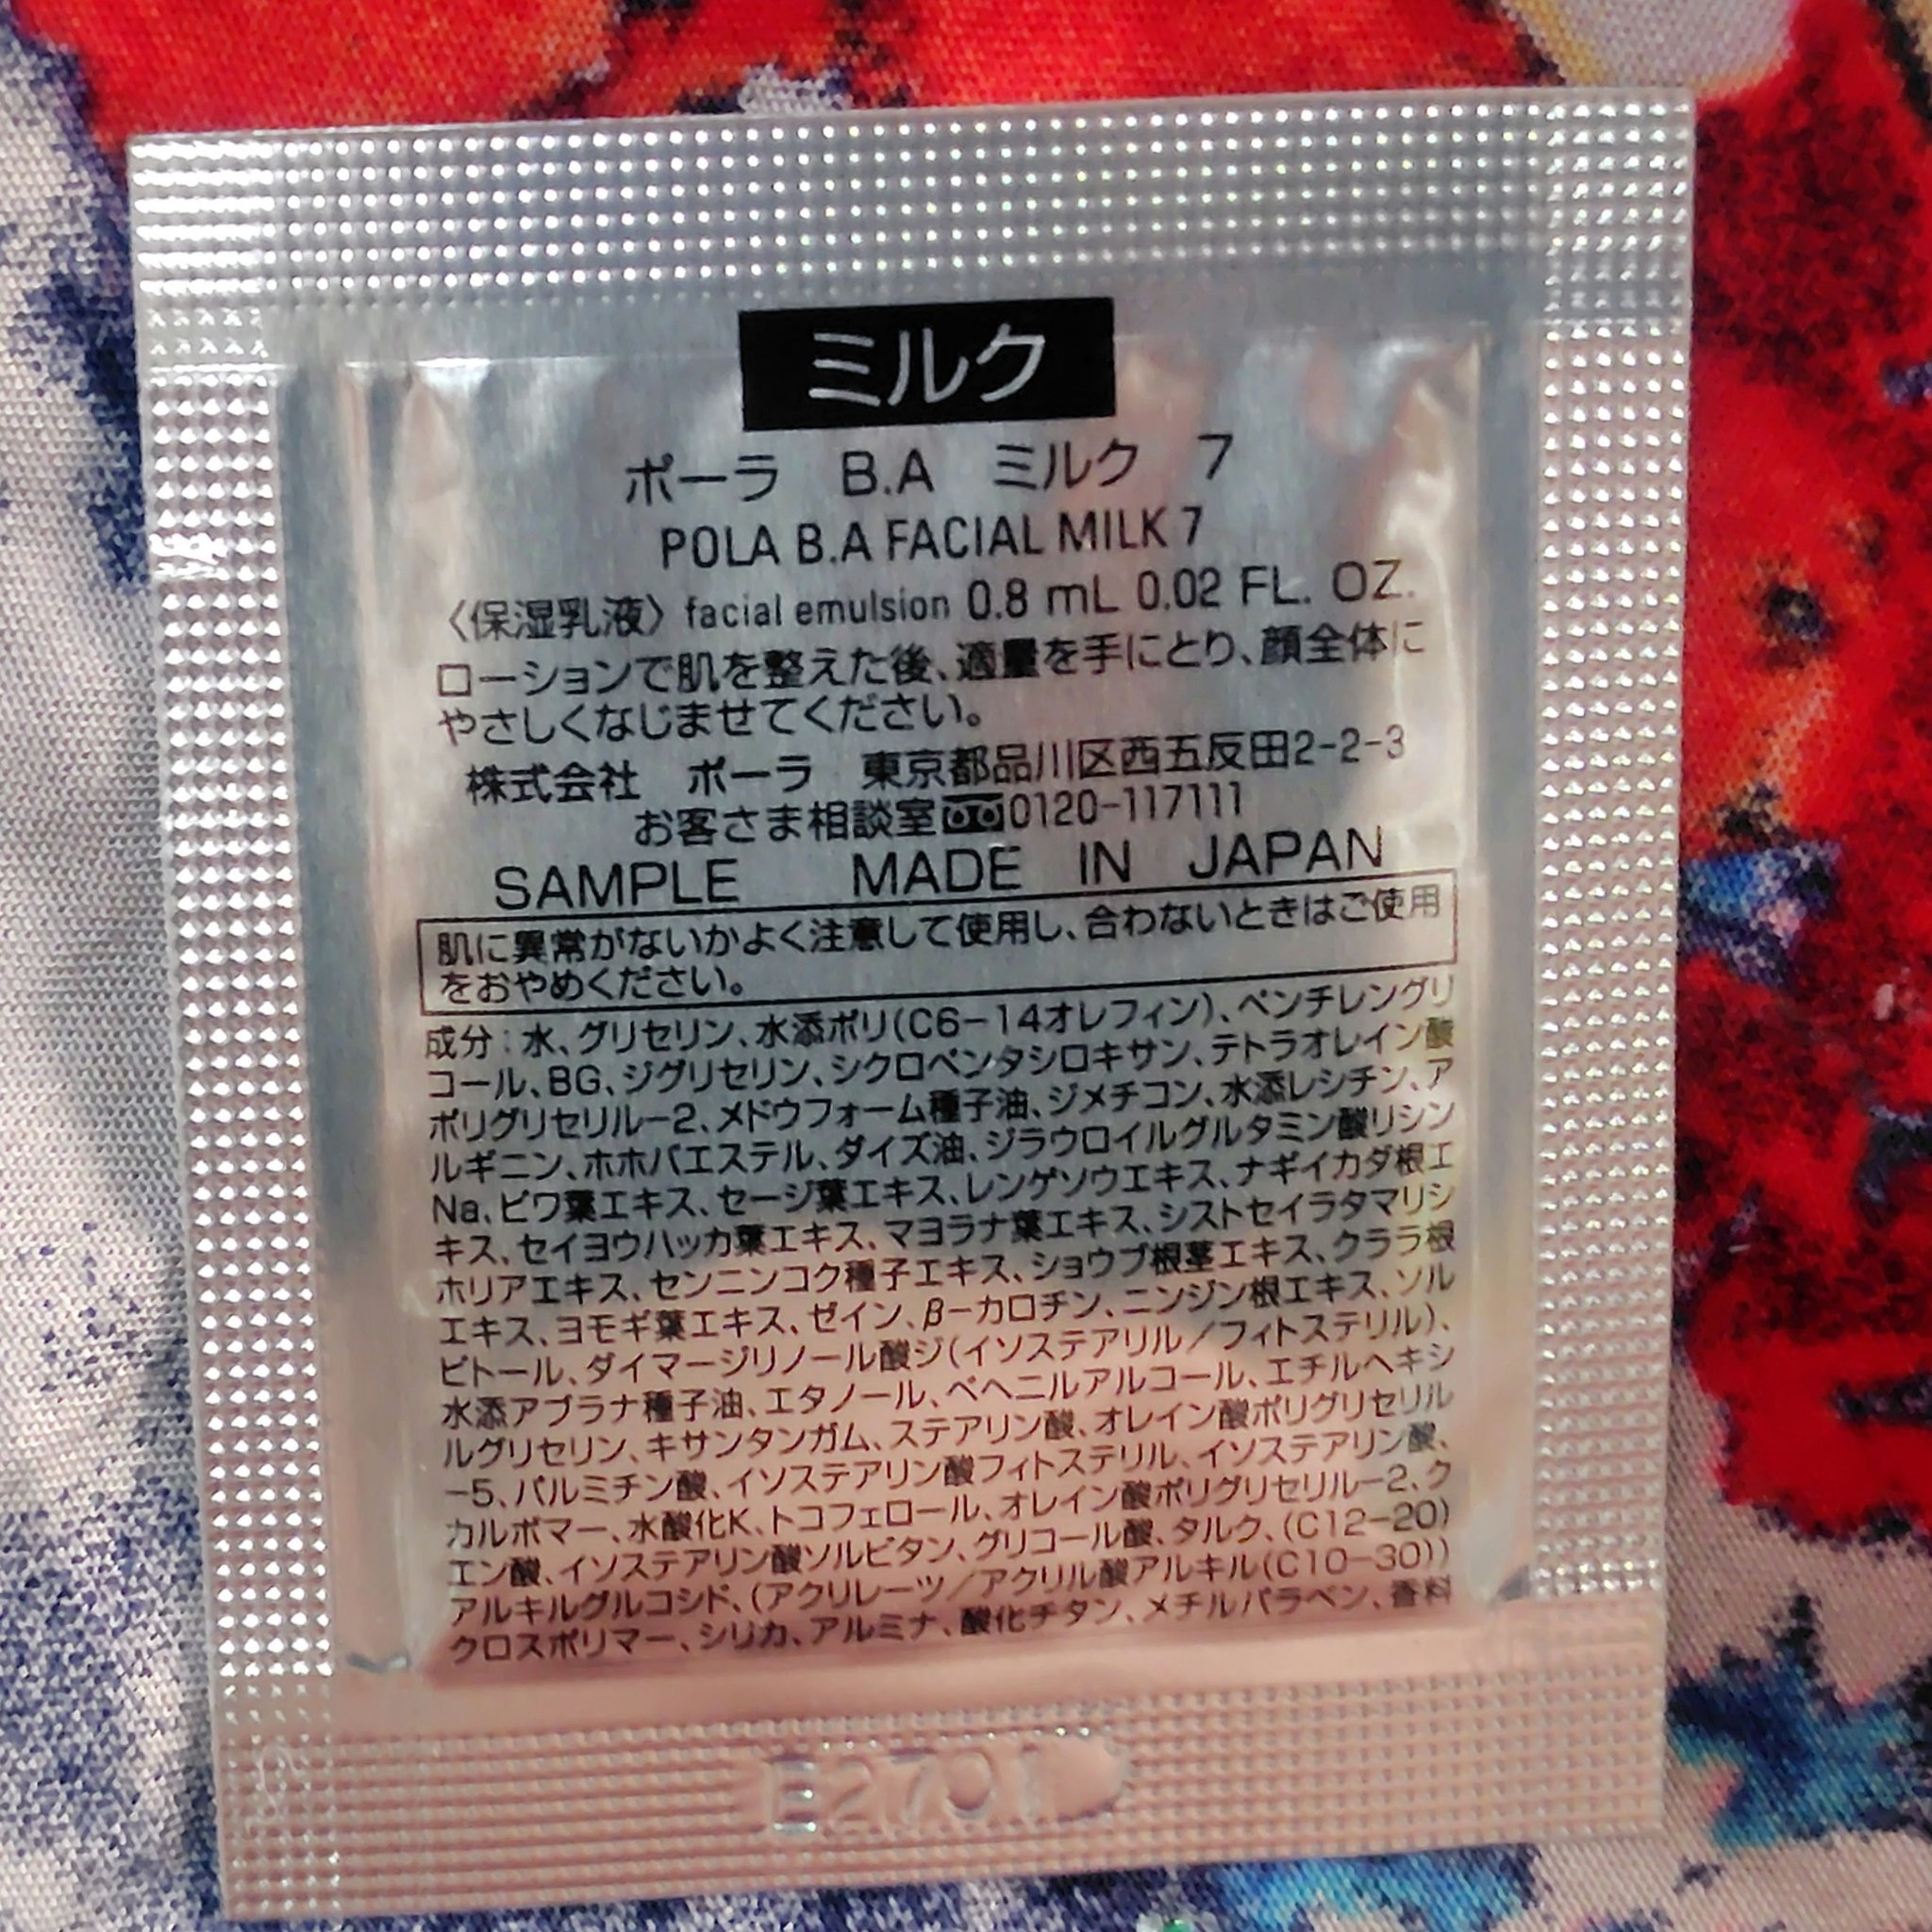 ミルク
ポーラ B.A ミルク 7
POLA B.A FACIAL MILK 7
〈保湿乳液〉 facial emulsion 0.8 mL 0.02 FL. OZ.
ローションで肌を整えた後、適量を手にとり、顔全体に
やさしくなじませてください。
株式会社 ポーラ 東京都品川区西五反田2-2-3
お客さま相談室 0120-117111
SAMPLE MADE IN JAPAN
肌に異常がないかよく注意して使用し、合わないときはご使用
をおやめください。
成分：水、グリセリン、水添ポリ(C6-14オレフィン)、ペンチレングリ
コール、BG、ジグリセリン、シクロペンタシロキサン、テトラオレイン酸
ポリグリセリル-2、メドウフォーム種子油、ジメチコン、水添レシチン、ア
ルギニン、ホホバエステル、ダイズ油、ジラウロイルグルタミン酸リシン
Na、ビワ葉エキス、セージ葉エキス、レンゲソウエキス、ナギイカダ根エ
キス、セイヨウハッカ葉エキス、マヨラナ葉エキス、シストセイラタマリシ
ホリアエキス、センニンコク種子エキス、ショウブ根茎エキス、クララ根
エキス、ヨモギ葉エキス、ゼイン、β-カロチン、ニンジン根エキス、ソル
ビトール、ダイマージリノール酸ジ(イソステアリル／フィトステリル)、
水添アブラナ種子油、エタノール、ベヘニルアルコール、エチルヘキシ
ルグリセリン、キサンタンガム、ステアリン酸、オレイン酸ポリグリセリル
-5、パルミチン酸、イソステアリン酸フィトステリル、イソステアリン酸、
カルボマー、水酸化K、トコフェロール、オレイン酸ポリグリセリル-2、ク
エン酸、イソステアリン酸ソルビタン、グリコール酸、タルク、(C12-20)
アルキルグルコシド、(アクリレーツ／アクリル酸アルキル(C10-30))
クロスポリマー、シリカ、アルミナ、酸化チタン、メチルパラベン、香料